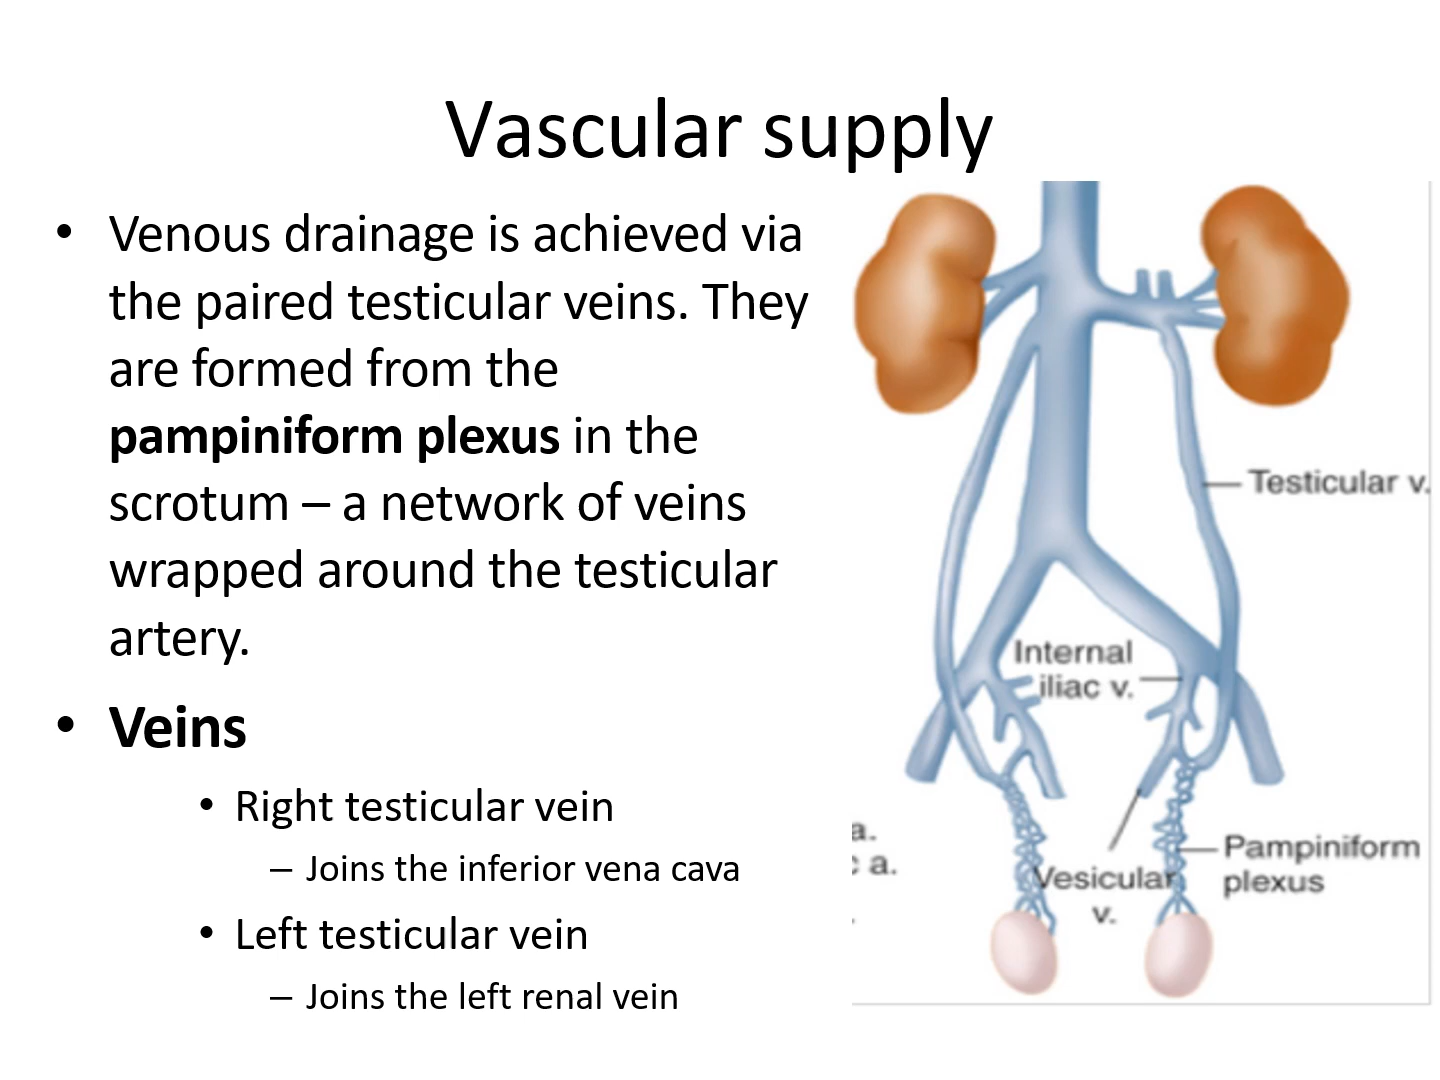 Vascular supply
• Venous drainage is achieved via
the paired testicular veins. They
are formed from the
pampiniform plexus in the
scrotum – a network of veins
wrapped around the testicular
artery.
• Veins
• Right testicular vein
– Joins the inferior vena cava
• Left testicular vein
– Joins the left renal vein
Testicular v.
Internal
iliac v.
a.
c a.
Vesicular
v.
Pampiniform
plexus